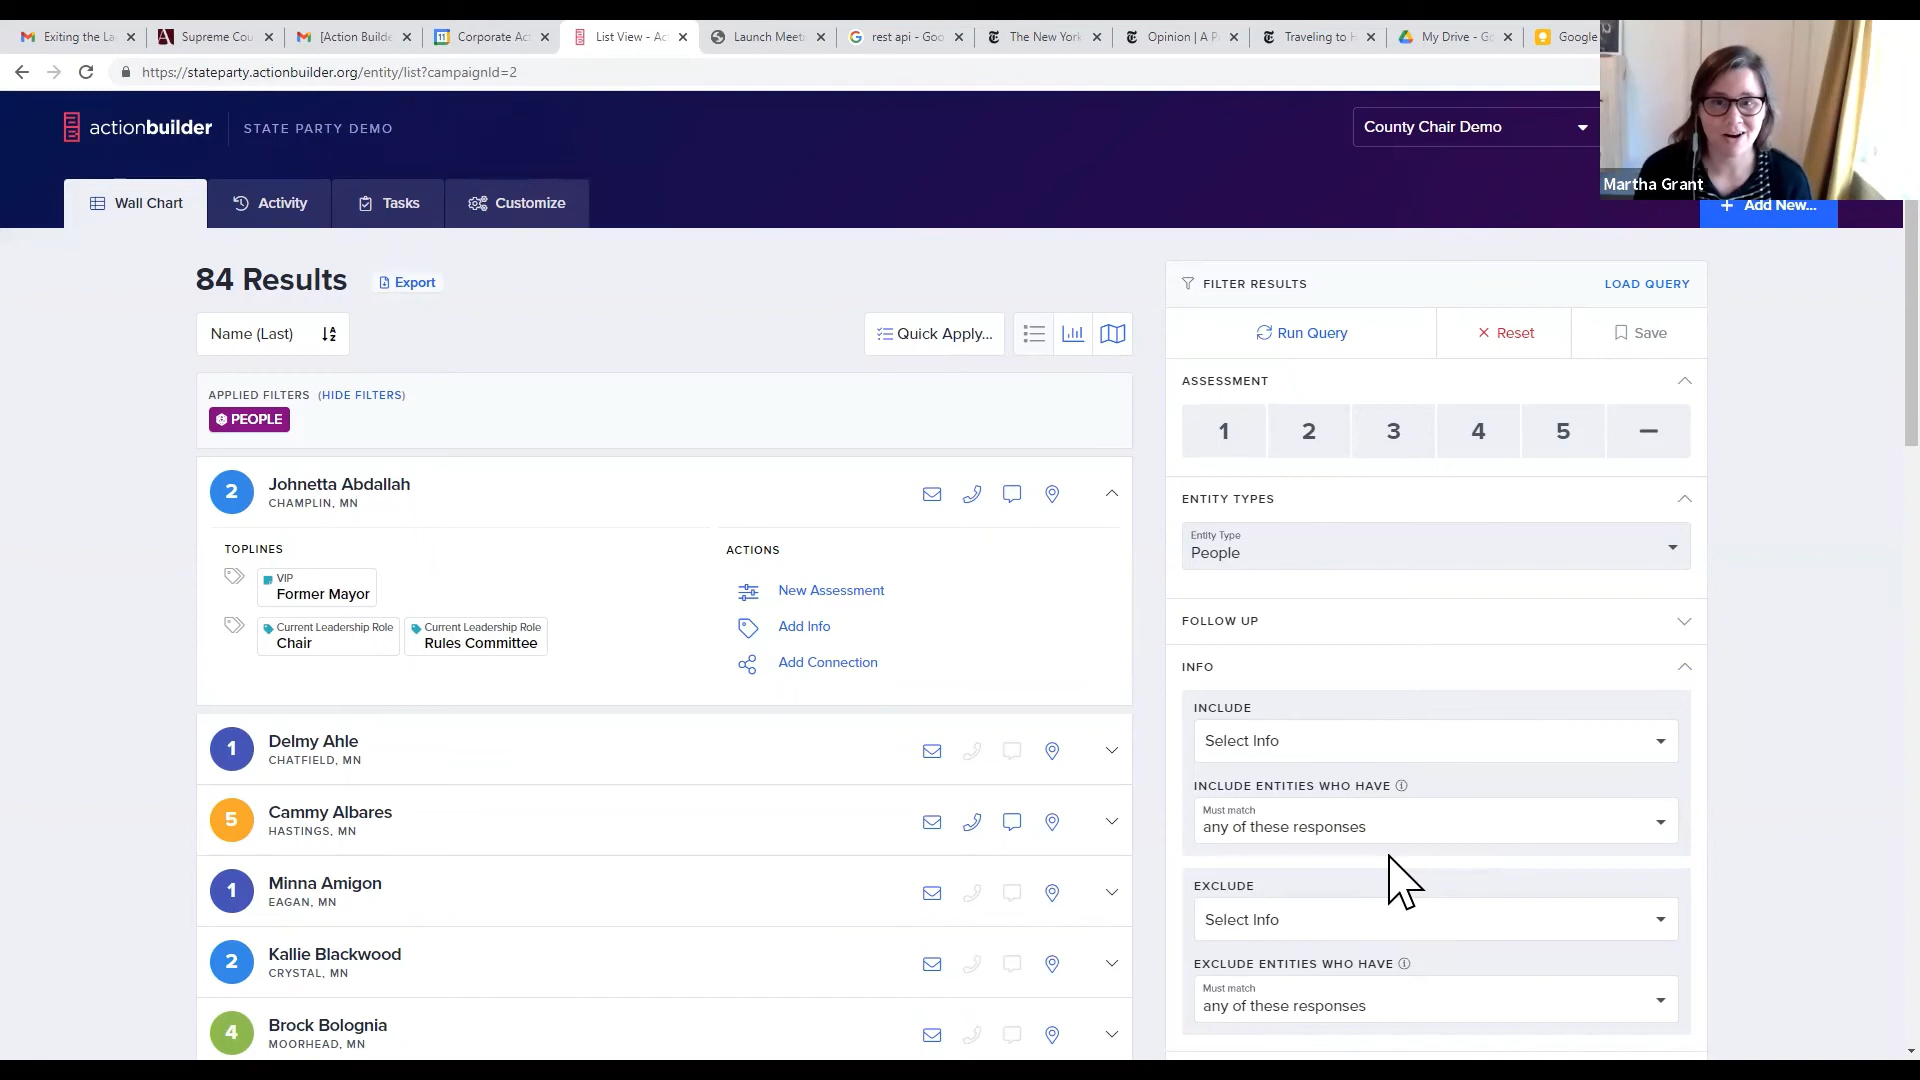 Exiting the La
Supreme Cou
[Action Builde
Corporate Ac
List View - Ac
Launch Meet
rest api - Goo
The New York
Opinion | A P
Traveling to H
My Drive - Go
Google
https://stateparty.actionbuilder.org/entity/list?campaignId=2
actionbuilder
STATE PARTY DEMO
County Chair Demo
Martha Grant
Wall Chart
Activity
Tasks
Customize
+ Add New...
84 Results
Export
Name (Last)
Quick Apply...
APPLIED FILTERS (HIDE FILTERS)
PEOPLE
2
Johnetta Abdallah
CHAMPLIN, MN
TOPLINES
VIP
Former Mayor
Current Leadership Role
Chair
Current Leadership Role
Rules Committee
ACTIONS
New Assessment
Add Info
Add Connection
1
Delmy Ahle
CHATFIELD, MN
5
Cammy Albares
HASTINGS, MN
1
Minna Amigon
EAGAN, MN
2
Kallie Blackwood
CRYSTAL, MN
4
Brock Bolognia
MOORHEAD, MN
FILTER RESULTS
LOAD QUERY
Run Query
Reset
Save
ASSESSMENT
1 2 3 4 5 —
ENTITY TYPES
Entity Type
People
FOLLOW UP
INFO
INCLUDE
Select Info
INCLUDE ENTITIES WHO HAVE
Must match
any of these responses
EXCLUDE
Select Info
EXCLUDE ENTITIES WHO HAVE
Must match
any of these responses